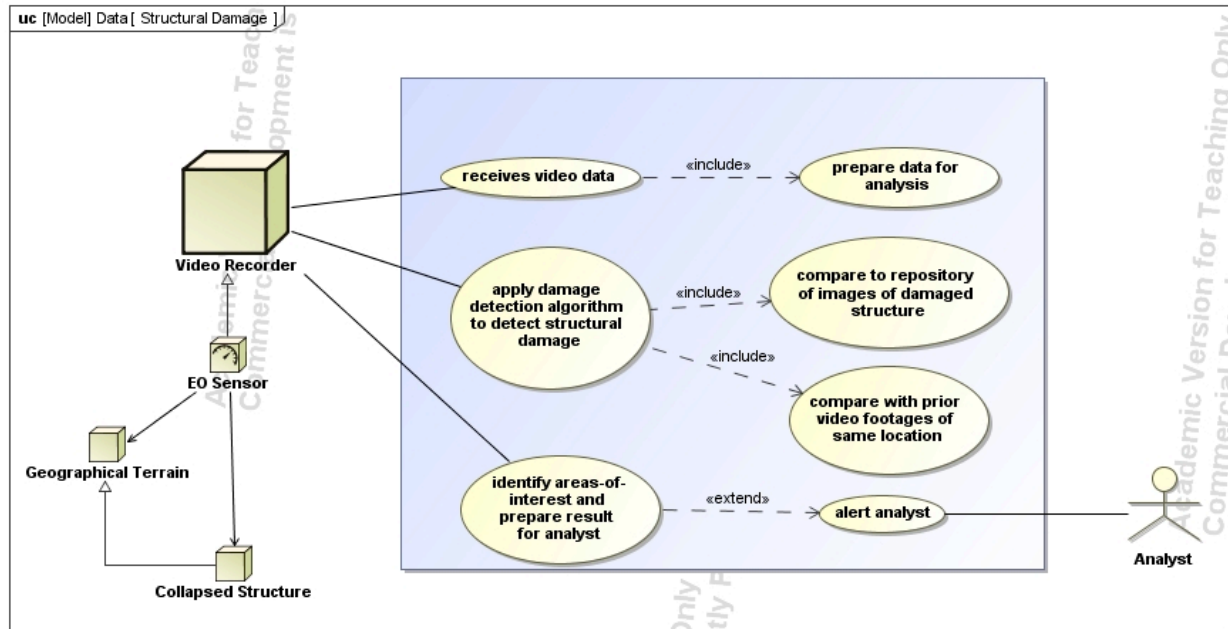 uc [Model] Data [ Structural Damage ]
Academic Version for Teaching Only
Commercial Development is
receives video data
«include»
prepare data for
analysis
Video Recorder
apply damage
detection algorithm
to detect structural
damage
«include»
compare to repository
of images of damaged
structure
«include»
compare with prior
video footages of
same location
EO Sensor
Geographical Terrain
Collapsed Structure
identify areas-of-
interest and
prepare result
for analyst
«extend»
alert analyst
Analyst